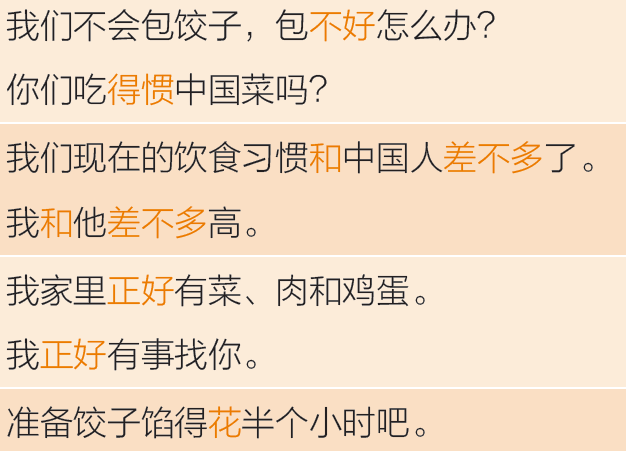 我们不会包饺子，包不好怎么办？
你们吃得惯中国菜吗？
我们现在的饮食习惯和中国人差不多了。
我和他差不多高。
我家里正好有菜、肉和鸡蛋。
我正好有事找你。
准备饺子馅得花半个小时吧。